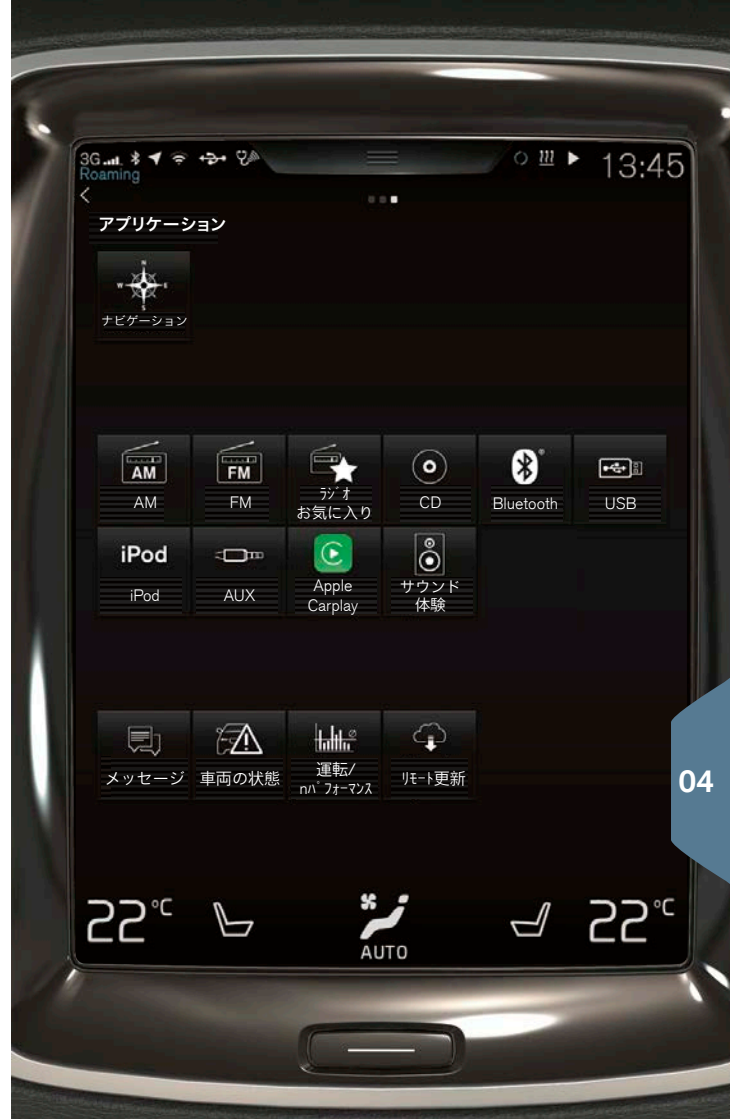 3G
Roaming
13:45
アプリケーション
N
W E
S
ナビゲーション
AM
FM
AM
FM
ﾗｼﾞｵ
お気に入り
CD
Bluetooth
USB
iPod
iPod
AUX
Apple
Carplay
サウンド
体験
メッセージ
車両の状態
運転/
nﾊﾟﾌｫｰﾏﾝｽ
ﾘﾓｰﾄ更新
04
22°C
AUTO
22°C